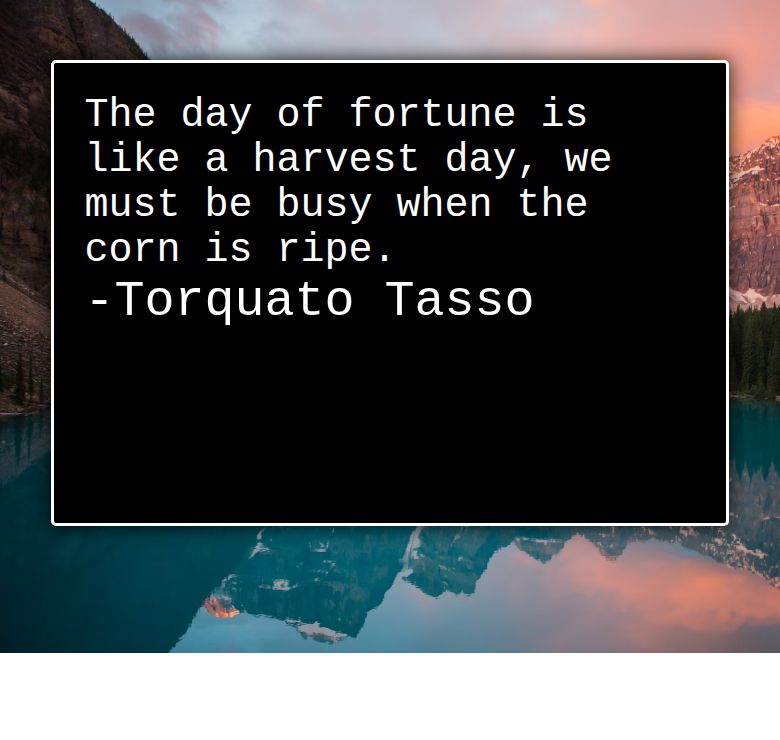 The day of fortune is
like a harvest day, we
must be busy when the
corn is ripe.
-Torquato Tasso